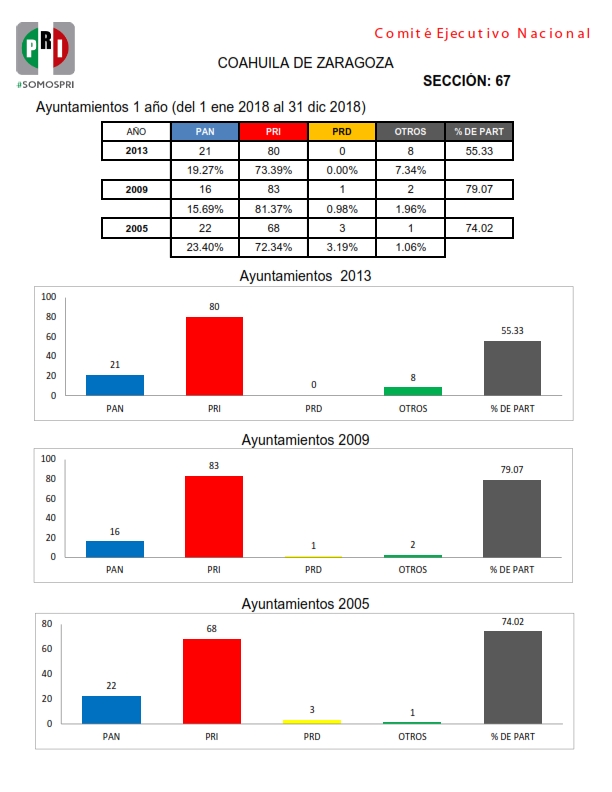 Comité Ejecutivo Nacional
PRI
#SOMOSPRI
COAHUILA DE ZARAGOZA
SECCIÓN: 67
Ayuntamientos 1 año (del 1 ene 2018 al 31 dic 2018)
AÑO PAN PRI PRD OTROS % DE PART
2013 21 80 0 8 55.33
19.27% 73.39% 0.00% 7.34%
2009 16 83 1 2 79.07
15.69% 81.37% 0.98% 1.96%
2005 22 68 3 1 74.02
23.40% 72.34% 3.19% 1.06%
Ayuntamientos 2013
100
80
60
40
20
0
21 80 0 8 55.33
PAN PRI PRD OTROS % DE PART
Ayuntamientos 2009
100
80
60
40
20
0
16 83 1 2 79.07
PAN PRI PRD OTROS % DE PART
Ayuntamientos 2005
80
60
40
20
0
22 68 3 1 74.02
PAN PRI PRD OTROS % DE PART